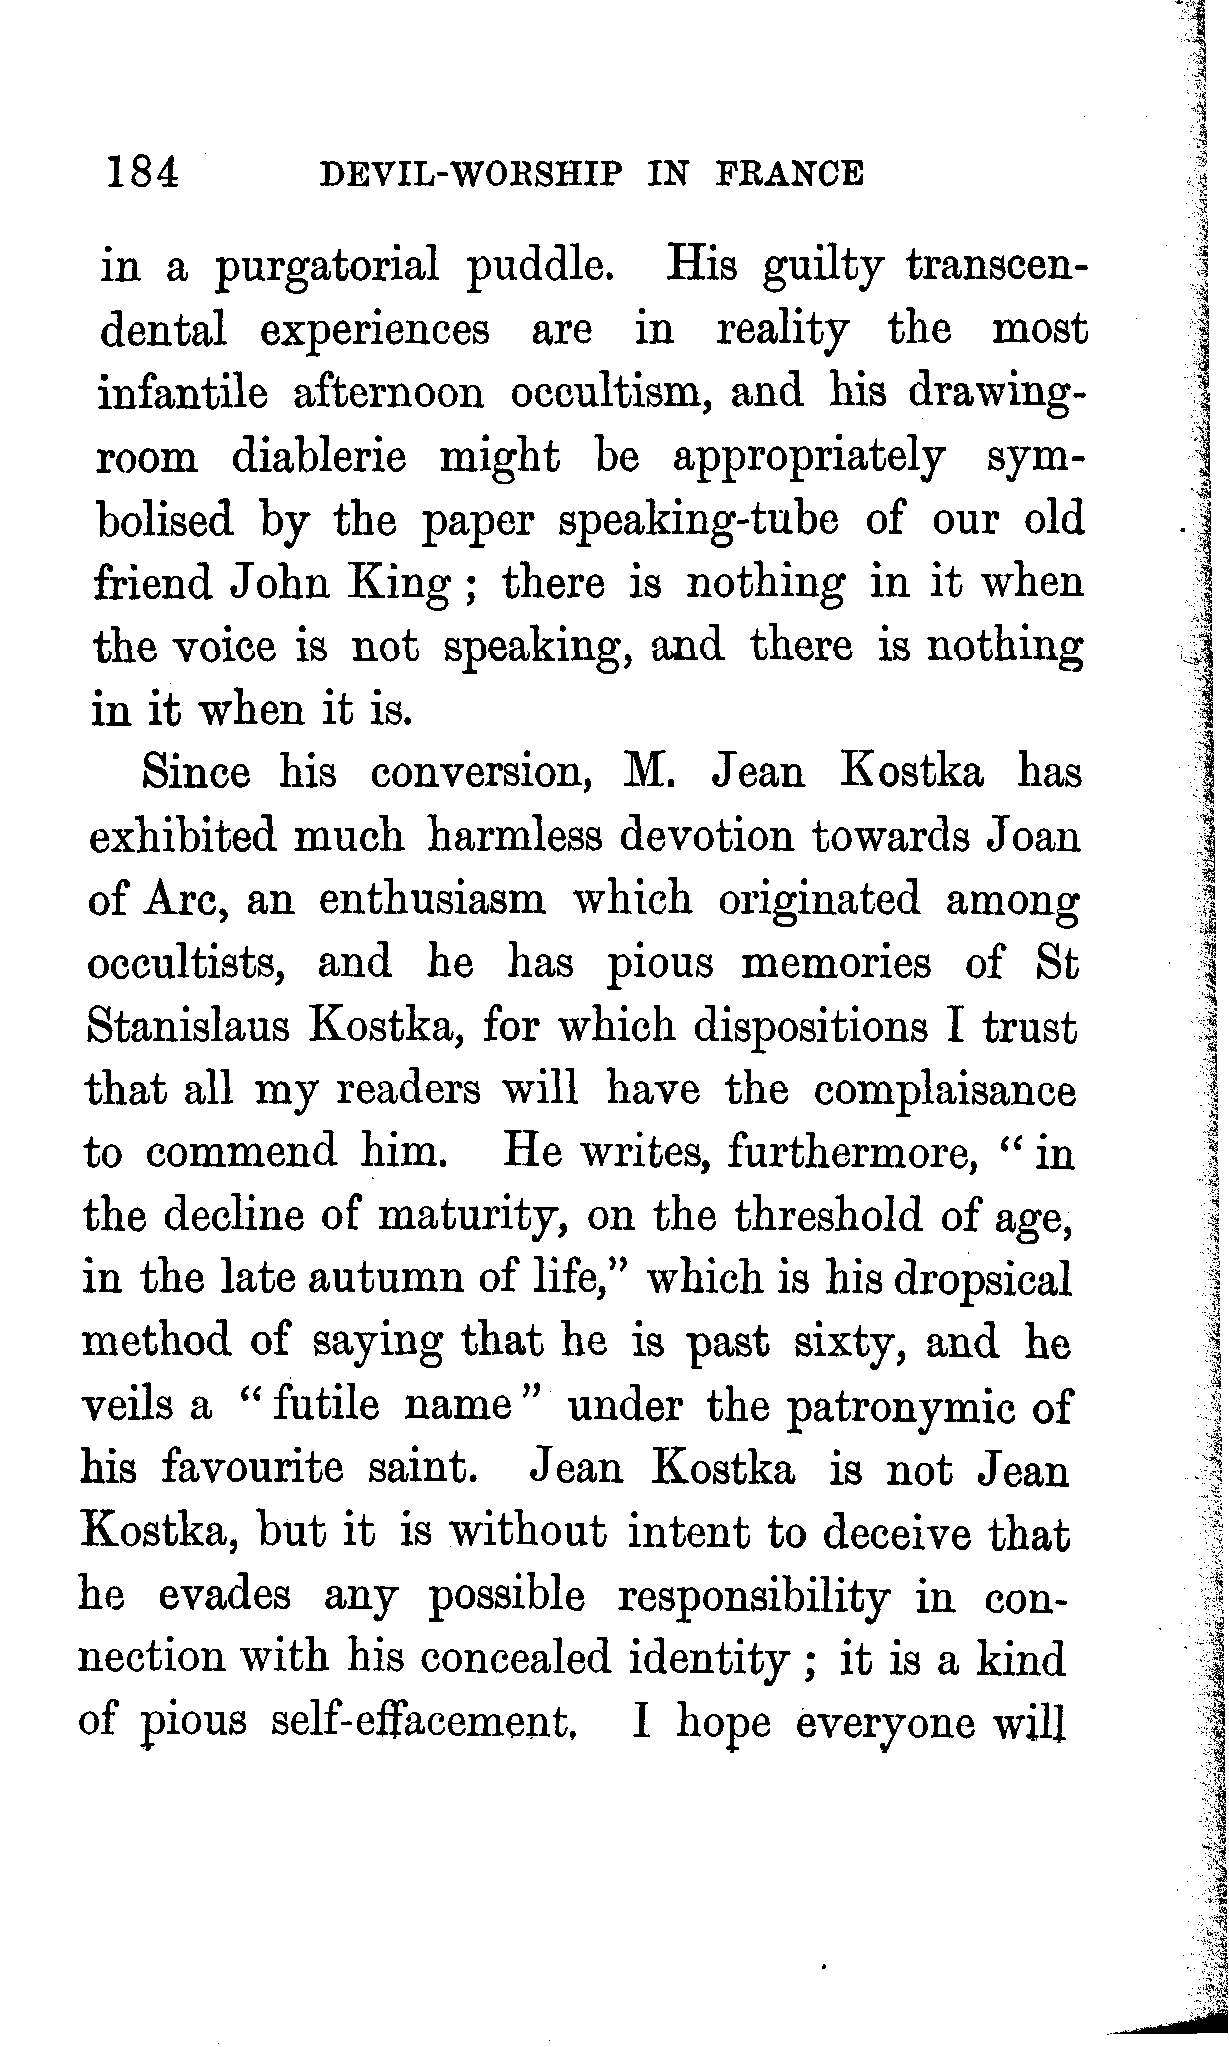 184 DEVIL-WORSHIP IN FRANCE
in a purgatorial puddle. His guilty transcen-
dental experiences are in reality the most
infantile afternoon occultism, and his drawing-
room diablerie might be appropriately sym-
bolised by the paper speaking-tube of our old
friend John King ; there is nothing in it when
the voice is not speaking, and there is nothing
in it when it is.
Since his conversion, M. Jean Kostka has
exhibited much harmless devotion towards Joan
of Arc, an enthusiasm which originated among
occultists, and he has pious memories of St
Stanislaus Kostka, for which dispositions I trust
that all my readers will have the complaisance
to commend him. He writes, furthermore, “ in
the decline of maturity, on the threshold of age,
in the late autumn of life,” which is his dropsical
method of saying that he is past sixty, and he
veils a “ futile name ” under the patronymic of
his favourite saint. Jean Kostka is not Jean
Kostka, but it is without intent to deceive that
he evades any possible responsibility in con-
nection with his concealed identity ; it is a kind
of pious self-effacement. I hope everyone will